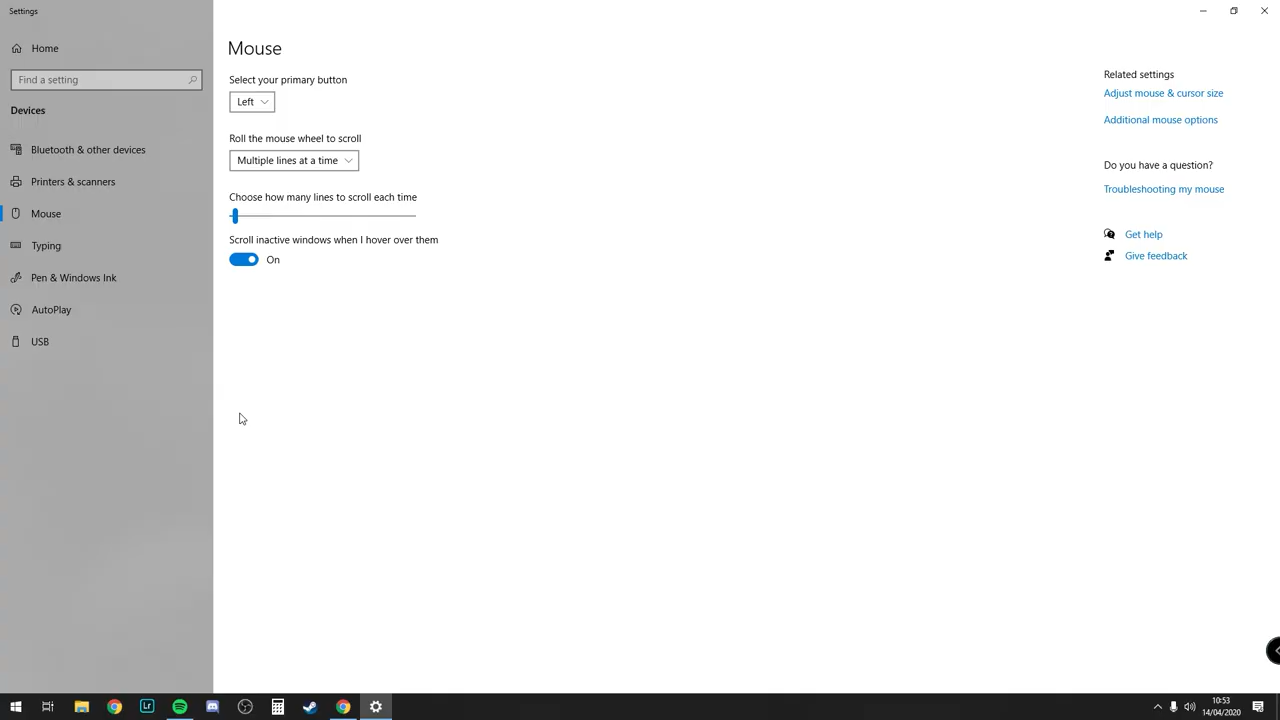 Settings
Home
Find a setting
Devices
Bluetooth & other devices
Printers & scanners
Mouse
Typing
Pen & Windows Ink
AutoPlay
USB
Mouse
Select your primary button
Left
Roll the mouse wheel to scroll
Multiple lines at a time
Choose how many lines to scroll each time
Scroll inactive windows when I hover over them
On
Related settings
Adjust mouse & cursor size
Additional mouse options
Do you have a question?
Troubleshooting my mouse
Get help
Give feedback
Lr
10:53
14/04/2020